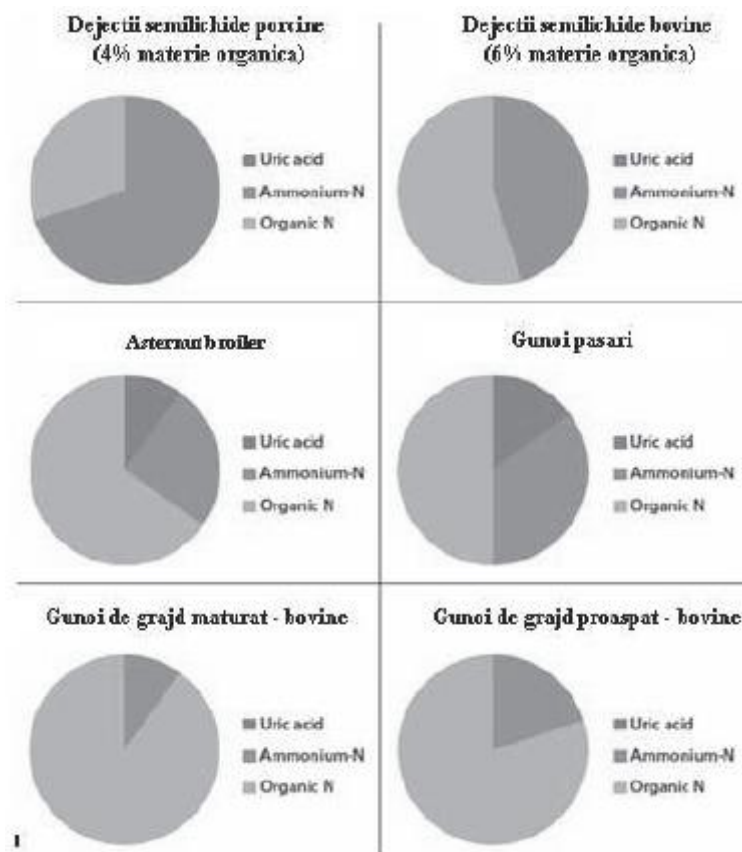 Dejectii semilichide porcine
(4% materie organica)
Uric acid
Ammonium-N
Organic N
Dejectii semilichide bovine
(6% materie organica)
Uric acid
Ammonium-N
Organic N
Asternut broiler
Uric acid
Ammonium-N
Organic N
Gunoi pasari
Uric acid
Ammonium-N
Organic N
Gunoi de grajd maturat - bovine
Uric acid
Ammonium-N
Organic N
Gunoi de grajd proaspat - bovine
Uric acid
Ammonium-N
Organic N